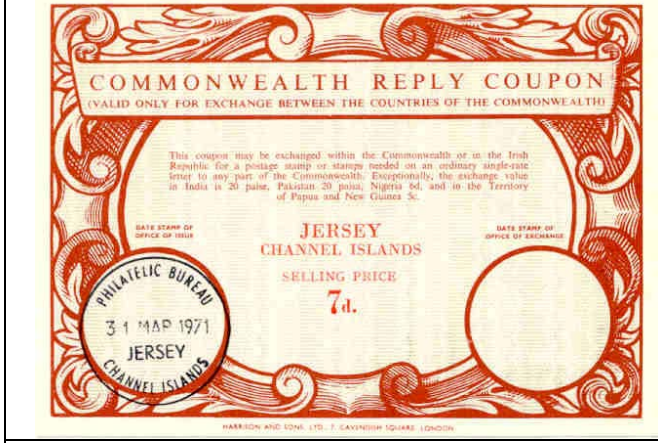 COMMONWEALTH REPLY COUPON
(VALID ONLY FOR EXCHANGE BETWEEN THE COUNTRIES OF THE COMMONWEALTH)
This coupon may be exchanged within the Commonwealth or in the Irish
Republic for a postage stamp or stamps needed on an ordinary single-rate
letter to any part of the Commonwealth. Exceptionally, the exchange value
in India is 20 paise, Pakistan 20 paisa, Nigeria 6d, and in the Territory
of Papua and New Guinea 5c.
DATE STAMP OF
OFFICE OF ISSUE
JERSEY
CHANNEL ISLANDS
DATE STAMP OF
OFFICE OF EXCHANGE
SELLING PRICE
7d.
PHILATELIC BUREAU
31 MAR 1971
JERSEY
CHANNEL ISLANDS
HARRISON AND SONS, LTD., 7, CAVENDISH SQUARE, LONDON